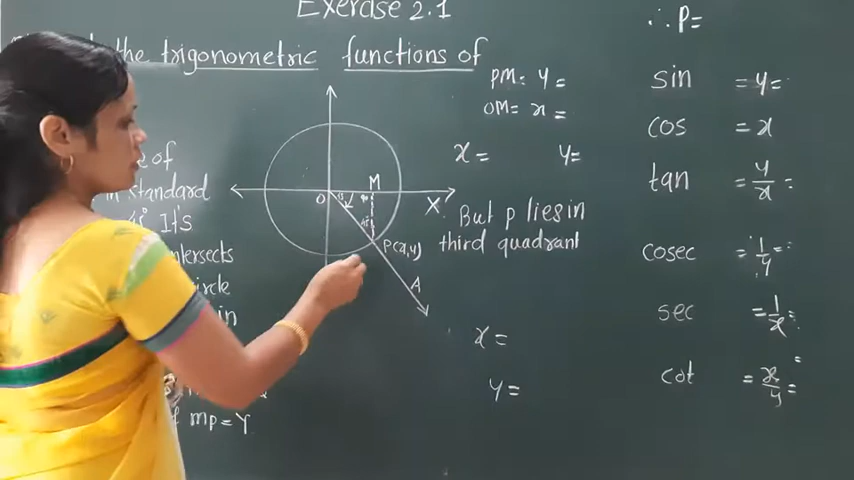 Exercise 2.1
the trigonometric functions of
of
in standard
It's
intersects
circle
in
of mp = Y
O
M
X
P(x,y)
A
PM = y =
OM = x =
x = y =
But p lies in
third quadrant
x =
y =
∴ P =
sin = y =
cos = x
tan = y/x =
cosec = 1/y =
sec = 1/x =
cot = x/y =